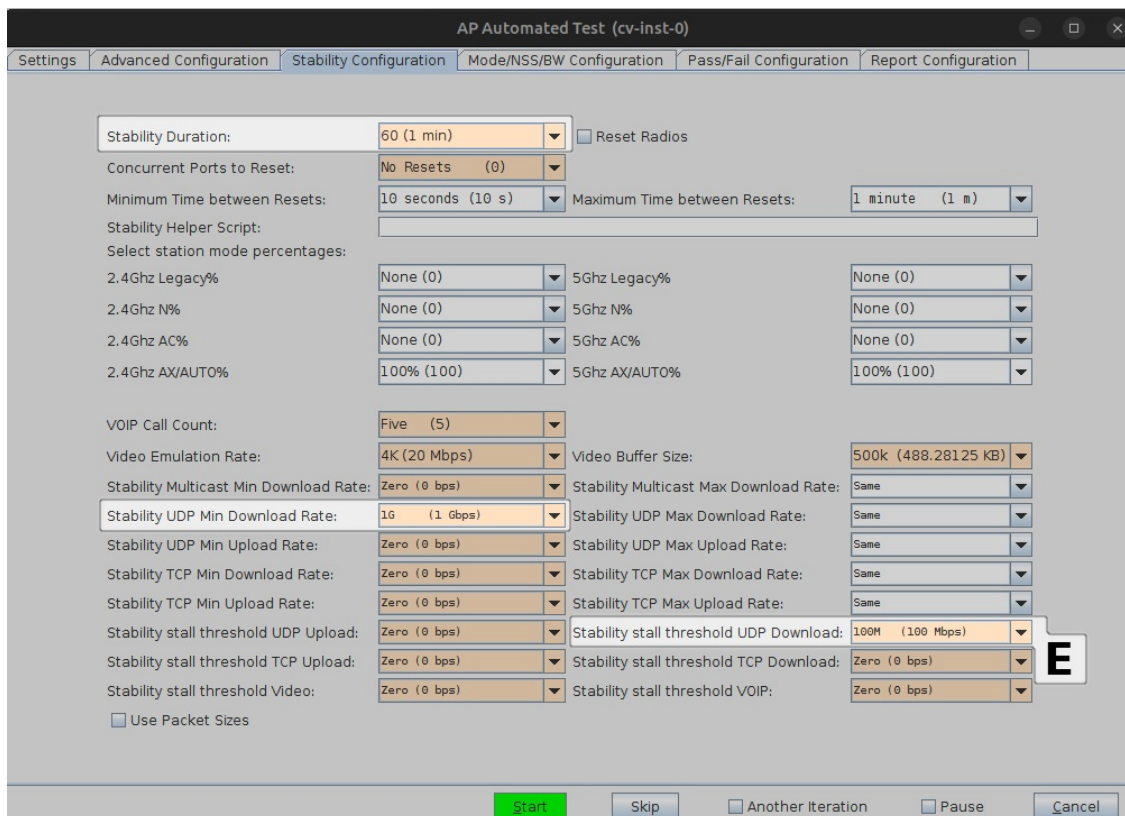 AP Automated Test (cv-inst-0)
Settings Advanced Configuration Stability Configuration Mode/NSS/BW Configuration Pass/Fail Configuration Report Configuration
Stability Duration: 60 (1 min) Reset Radios
Concurrent Ports to Reset: No Resets (0)
Minimum Time between Resets: 10 seconds (10 s) Maximum Time between Resets: 1 minute (1 m)
Stability Helper Script:
Select station mode percentages:
2.4Ghz Legacy% None (0) 5Ghz Legacy% None (0)
2.4Ghz N% None (0) 5Ghz N% None (0)
2.4Ghz AC% None (0) 5Ghz AC% None (0)
2.4Ghz AX/AUTO% 100% (100) 5Ghz AX/AUTO% 100% (100)
VOIP Call Count: Five (5)
Video Emulation Rate: 4K (20 Mbps) Video Buffer Size: 500k (488.28125 KB)
Stability Multicast Min Download Rate: Zero (0 bps) Stability Multicast Max Download Rate: Same
Stability UDP Min Download Rate: 1G (1 Gbps) Stability UDP Max Download Rate: Same
Stability UDP Min Upload Rate: Zero (0 bps) Stability UDP Max Upload Rate: Same
Stability TCP Min Download Rate: Zero (0 bps) Stability TCP Max Download Rate: Same
Stability TCP Min Upload Rate: Zero (0 bps) Stability TCP Max Upload Rate: Same
Stability stall threshold UDP Upload: Zero (0 bps) Stability stall threshold UDP Download: 100M (100 Mbps)
E
Stability stall threshold TCP Upload: Zero (0 bps) Stability stall threshold TCP Download: Zero (0 bps)
Stability stall threshold Video: Zero (0 bps) Stability stall threshold VOIP: Zero (0 bps)
Use Packet Sizes
Start Skip Another Iteration Pause Cancel